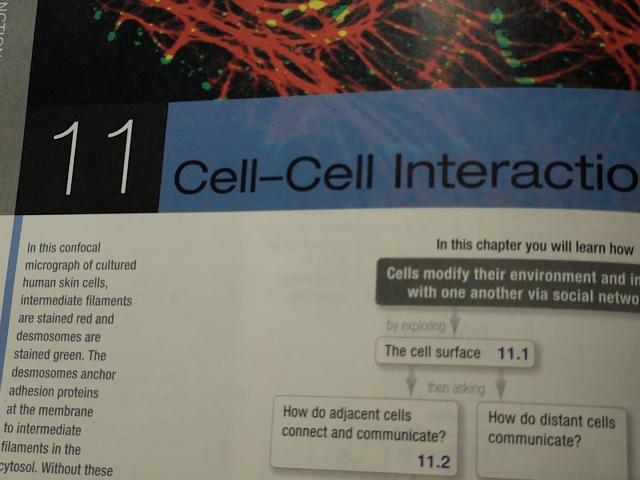 11
Cell–Cell Interactio
In this confocal
micrograph of cultured
human skin cells,
intermediate filaments
are stained red and
desmosomes are
stained green. The
desmosomes anchor
adhesion proteins
at the membrane
to intermediate
filaments in the
cytosol. Without these
In this chapter you will learn how
Cells modify their environment and in
with one another via social netwo
by exploring
The cell surface 11.1
then asking
How do adjacent cells
connect and communicate?
11.2
How do distant cells
communicate?